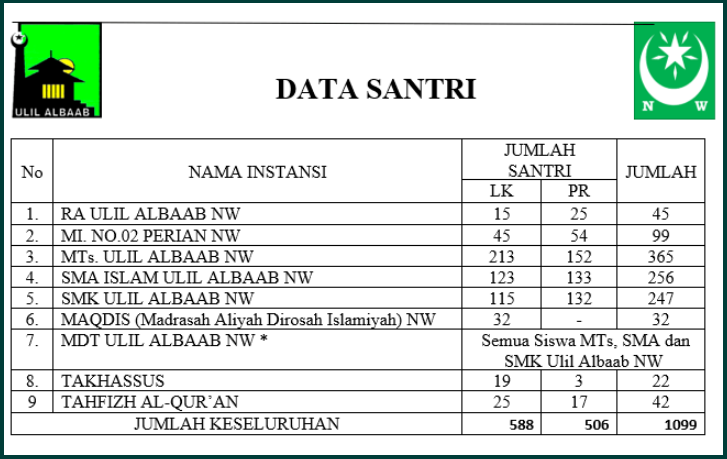 ULIL ALBAAB
DATA SANTRI
N W
No NAMA INSTANSI JUMLAH SANTRI JUMLAH
LK PR
1. RA ULIL ALBAAB NW 15 25 45
2. MI. NO.02 PERIAN NW 45 54 99
3. MTs. ULIL ALBAAB NW 213 152 365
4. SMA ISLAM ULIL ALBAAB NW 123 133 256
5. SMK ULIL ALBAAB NW 115 132 247
6. MAQDIS (Madrasah Aliyah Dirosah Islamiyah) NW 32 - 32
7. MDT ULIL ALBAAB NW * Semua Siswa MTs, SMA dan
SMK Ulil Albaab NW
8. TAKHASSUS 19 3 22
9 TAHFIZH AL-QUR'AN 25 17 42
JUMLAH KESELURUHAN 588 506 1099